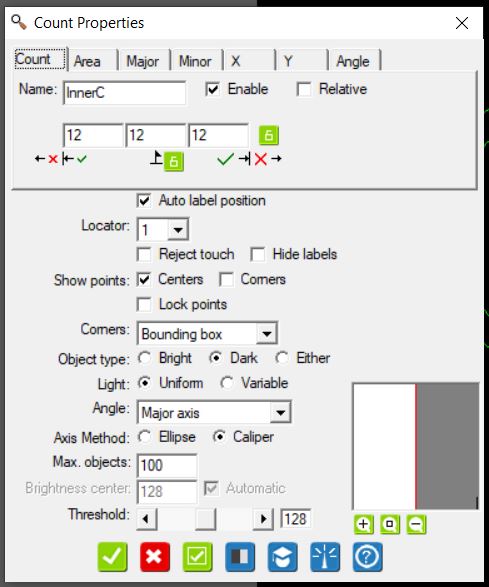 Count Properties
Count Area Major Minor X Y Angle
Name: InnerC Enable Relative
12 12 12
Auto label position
Locator: 1
Reject touch Hide labels
Show points: Centers Corners
Lock points
Corners: Bounding box
Object type: Bright Dark Either
Light: Uniform Variable
Angle: Major axis
Axis Method: Ellipse Caliper
Max. objects: 100
Brightness center: 128 Automatic
Threshold: 128